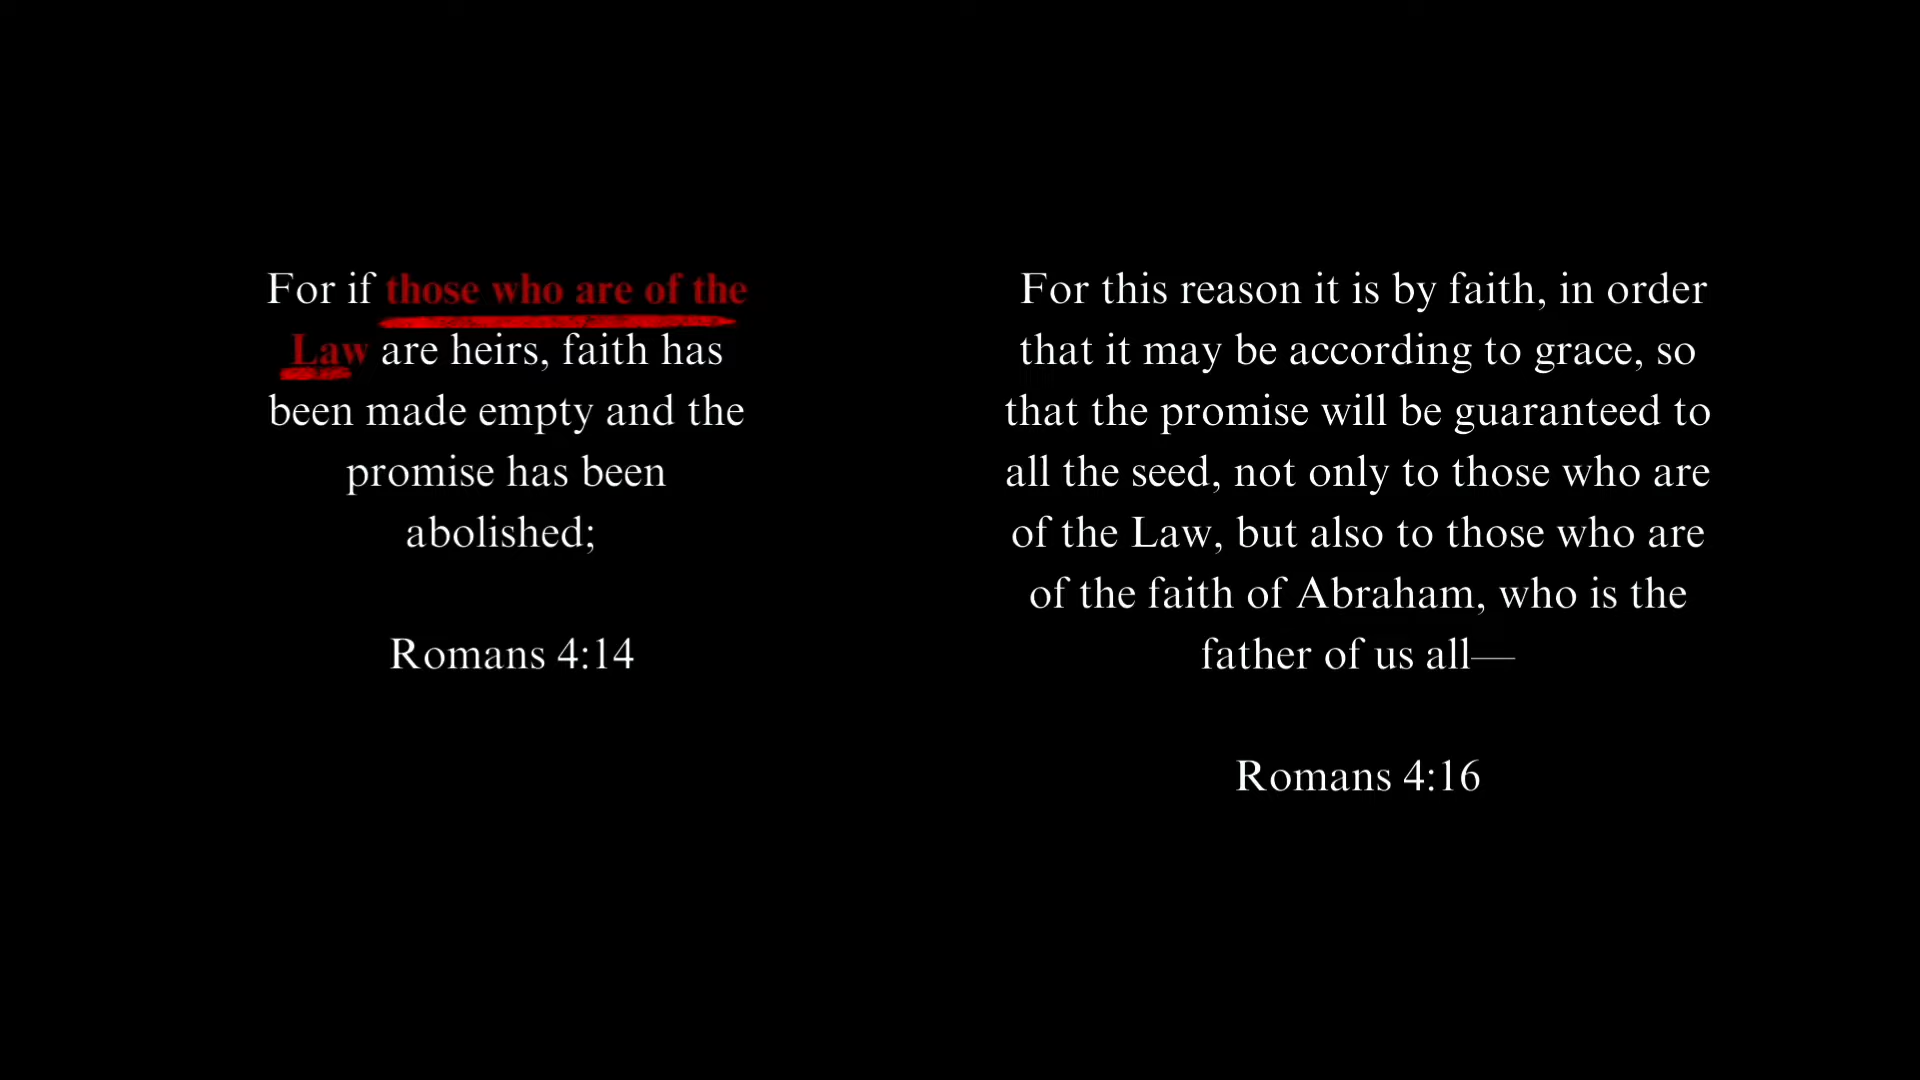 For if those who are of the
Law are heirs, faith has
been made empty and the
promise has been
abolished;
Romans 4:14
For this reason it is by faith, in order
that it may be according to grace, so
that the promise will be guaranteed to
all the seed, not only to those who are
of the Law, but also to those who are
of the faith of Abraham, who is the
father of us all—
Romans 4:16